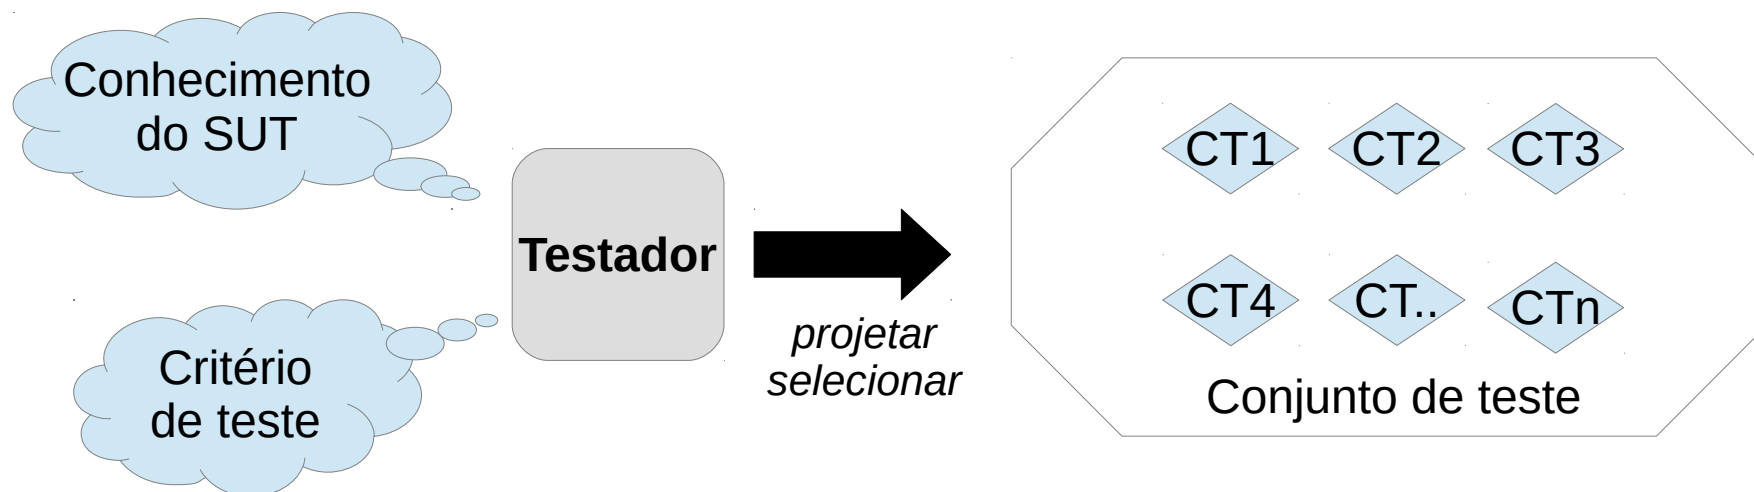 Conhecimento
do SUT
Critério
de teste
Testador
projetar
selecionar
CT1 CT2 CT3
CT4 CT.. CTn
Conjunto de teste